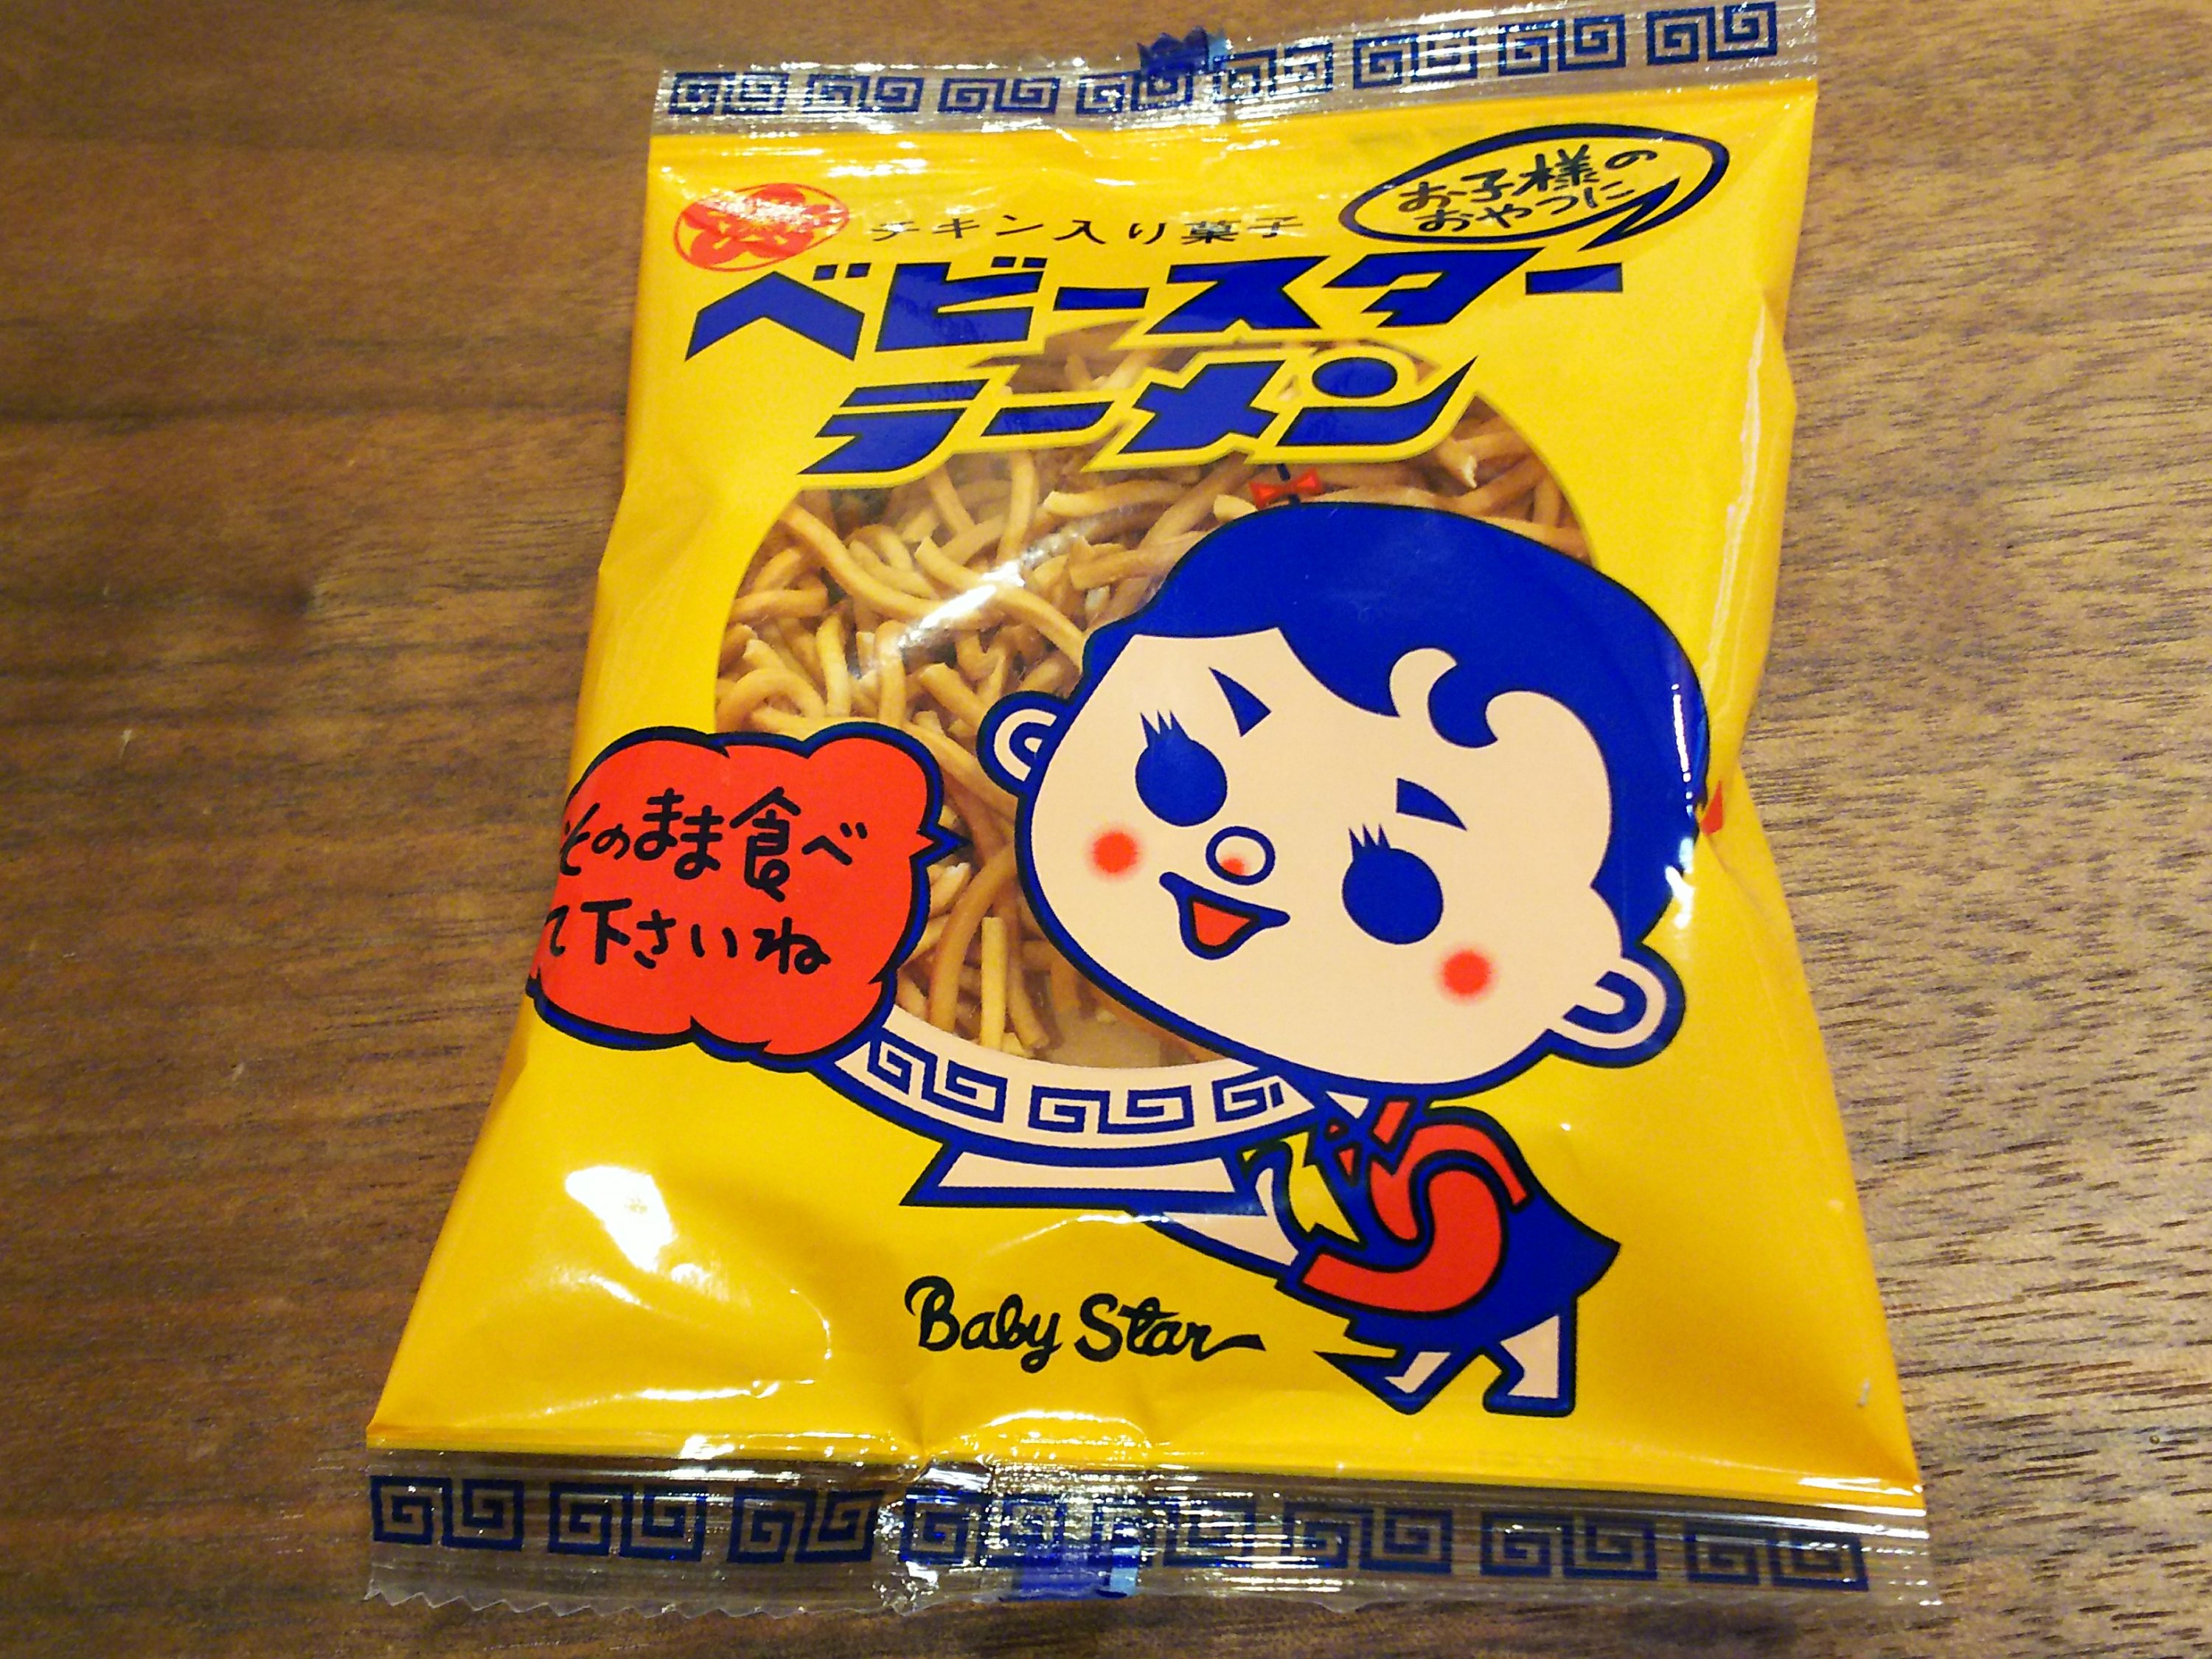 お子様の
おやつに
チキン入り菓子
ベビースター
ラーメン
そのまま食べ
て下さいね
Baby Star